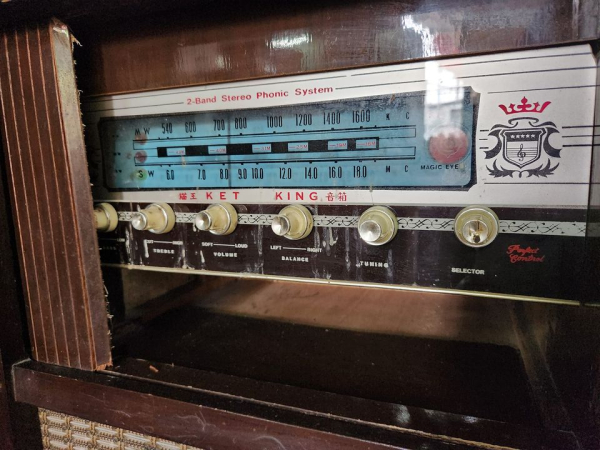 2-Band Stereo Phonic System
MW 540 600 700 800 1000 1200 1400 1600 KC
SW 6.0 7.0 8.0 9.0 10.0 12.0 14.0 16.0 18.0 MC
MAGIC EYE
貓王 KET KING 音箱
TREBLE
SOFT LOUD
VOLUME
LEFT RIGHT
BALANCE
TUNING
SELECTOR
Perfect
Control